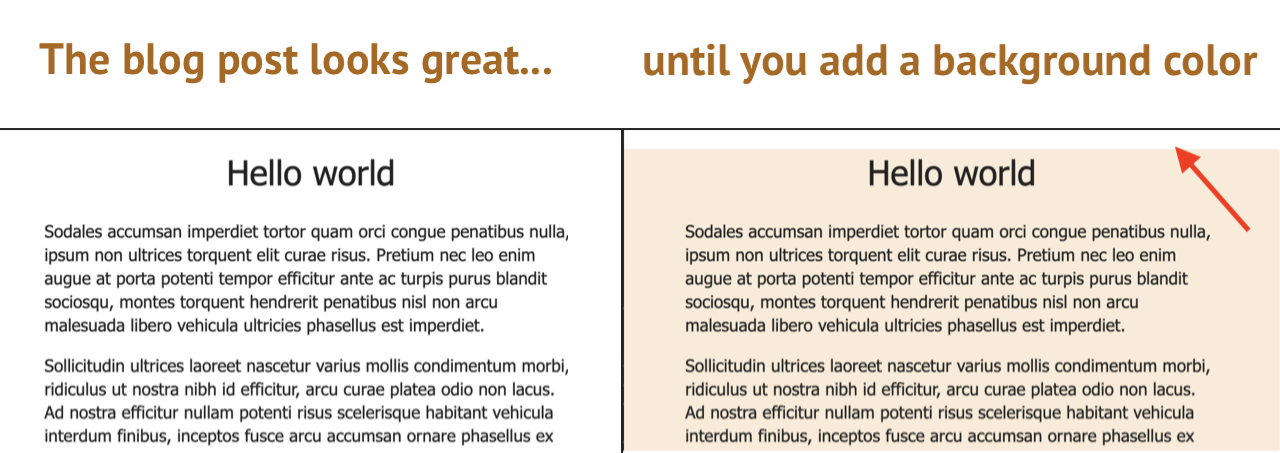 The blog post looks great...
until you add a background color
Hello world
Sodales accumsan imperdiet tortor quam orci congue penatibus nulla,
ipsum non ultrices torquent elit curae risus. Pretium nec leo enim
augue at porta potenti tempor efficitur ante ac turpis purus blandit
sociosqu, montes torquent hendrerit penatibus nisl non arcu
malesuada libero vehicula ultricies phasellus est imperdiet.
Sollicitudin ultrices laoreet nascetur varius mollis condimentum morbi,
ridiculus ut nostra nibh id efficitur, arcu curae platea odio non lacus.
Ad nostra efficitur nullam potenti risus scelerisque habitant vehicula
interdum finibus, inceptos fusce arcu accumsan ornare phasellus ex
Hello world
Sodales accumsan imperdiet tortor quam orci congue penatibus nulla,
ipsum non ultrices torquent elit curae risus. Pretium nec leo enim
augue at porta potenti tempor efficitur ante ac turpis purus blandit
sociosqu, montes torquent hendrerit penatibus nisl non arcu
malesuada libero vehicula ultricies phasellus est imperdiet.
Sollicitudin ultrices laoreet nascetur varius mollis condimentum morbi,
ridiculus ut nostra nibh id efficitur, arcu curae platea odio non lacus.
Ad nostra efficitur nullam potenti risus scelerisque habitant vehicula
interdum finibus, inceptos fusce arcu accumsan ornare phasellus ex